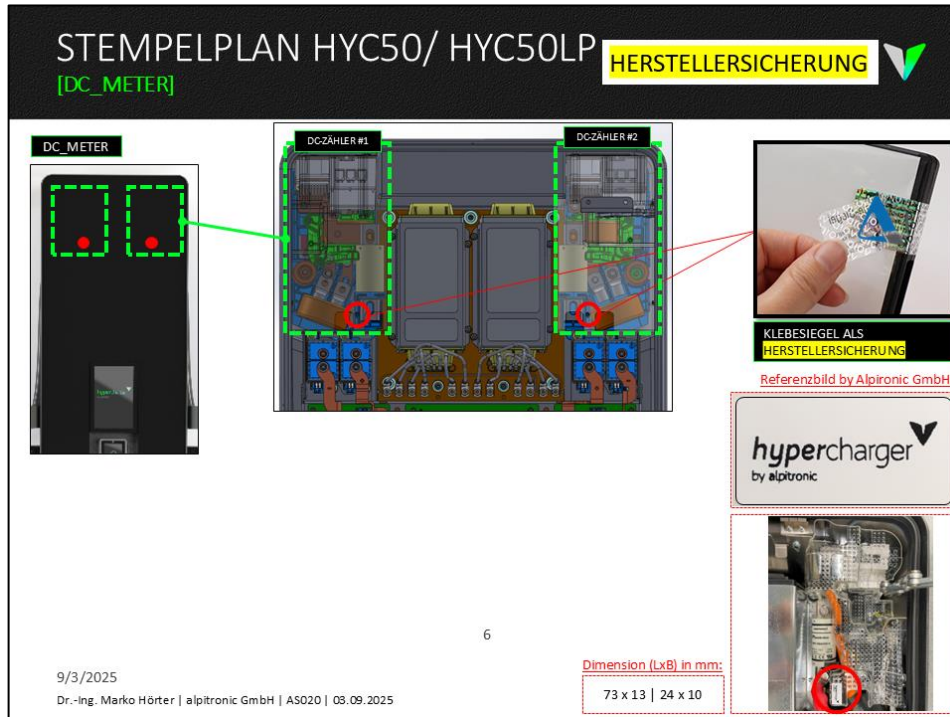 STEMPELPLAN HYC50/ HYC50LP
[DC_METER]
HERSTELLERSICHERUNG
DC_METER
DC-ZÄHLER #1
DC-ZÄHLER #2
KLEBESIEGEL ALS
HERSTELLERSICHERUNG
Referenzbild by Alpironic GmbH
hypercharger
by alpitronic
6
9/3/2025
Dr.-Ing. Marko Hörter | alpitronic GmbH | AS020 | 03.09.2025
Dimension (LxB) in mm:
73 x 13 | 24 x 10